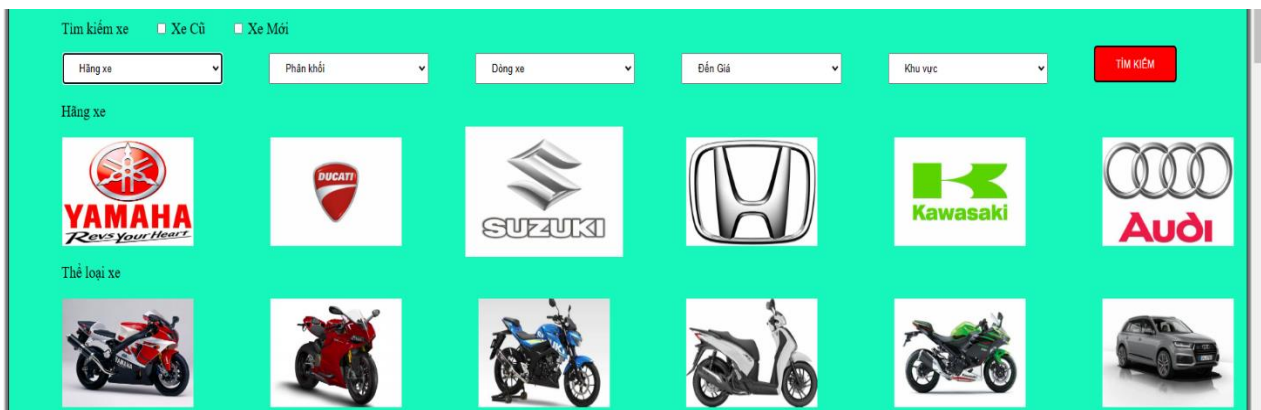 Tìm kiếm xe Xe Cũ Xe Mới
Hãng xe Phân khối Dòng xe Đến Giá Khu vực TÌM KIẾM
Hãng xe
YAMAHA
Revs Your Heart
DUCATI
SUZUKI
Kawasaki
Audi
Thể loại xe